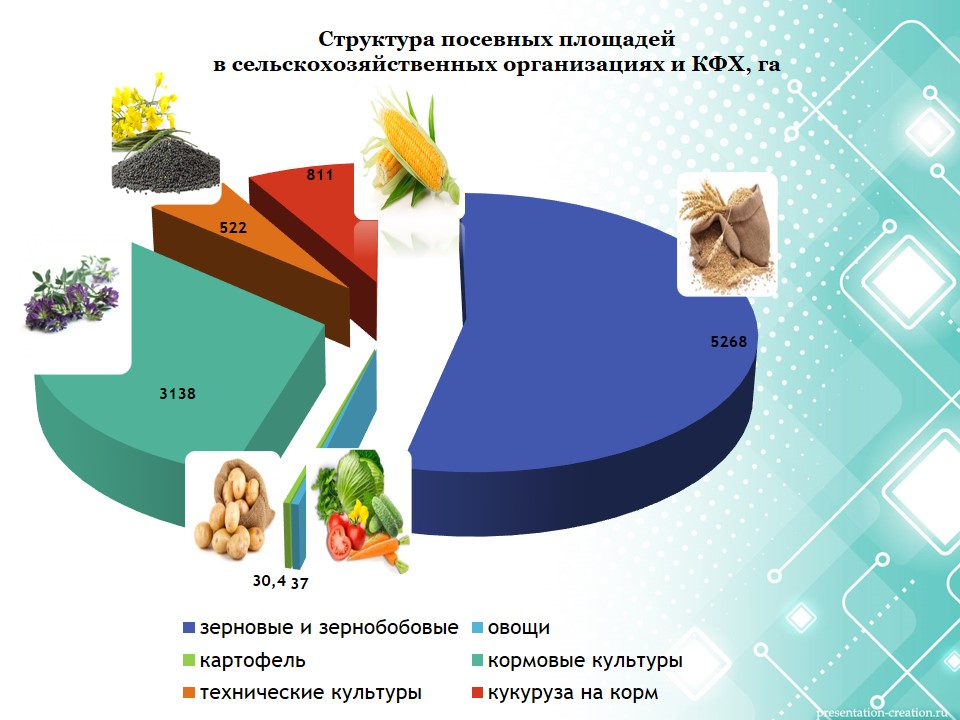 Структура посевных площадей
в сельскохозяйственных организациях и КФХ, га
811
522
5268
3138
30,4 37
зерновые и зернобобовые овощи
картофель кормовые культуры
технические культуры кукуруза на корм
presentation-creation.ru